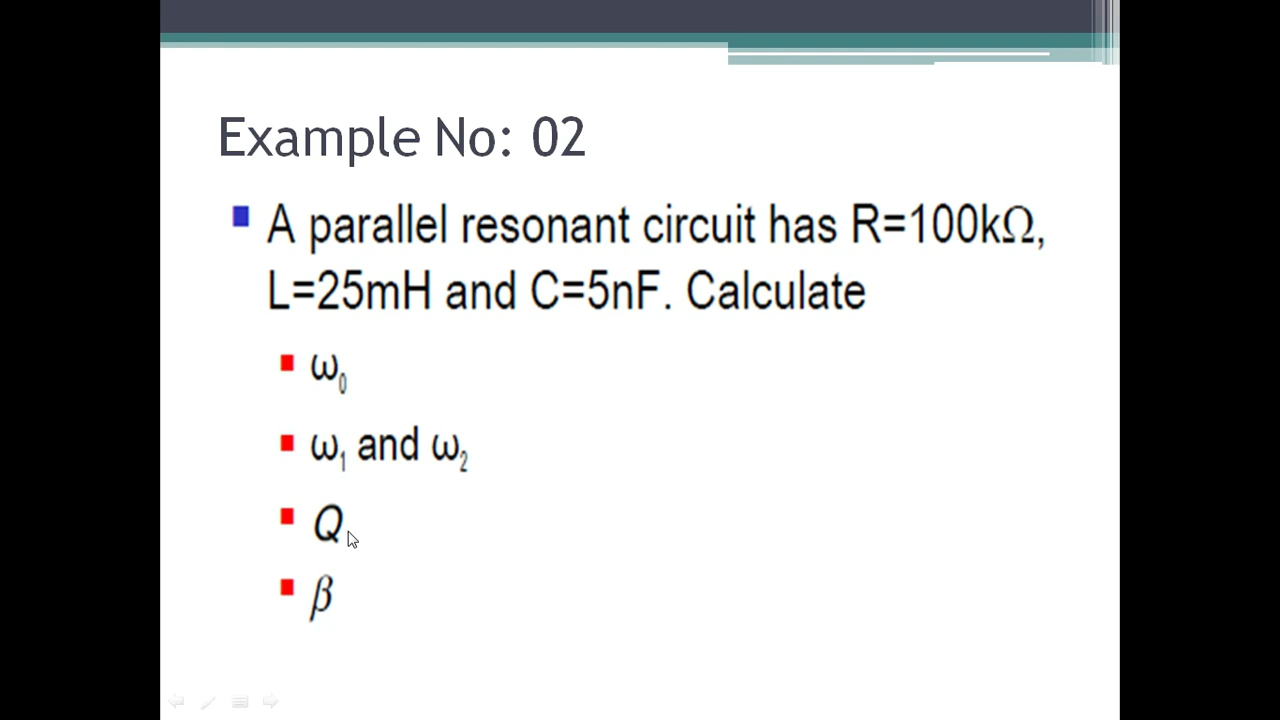 Example No: 02
A parallel resonant circuit has R=100kΩ,
L=25mH and C=5nF. Calculate
ω₀
ω₁ and ω₂
Q
β